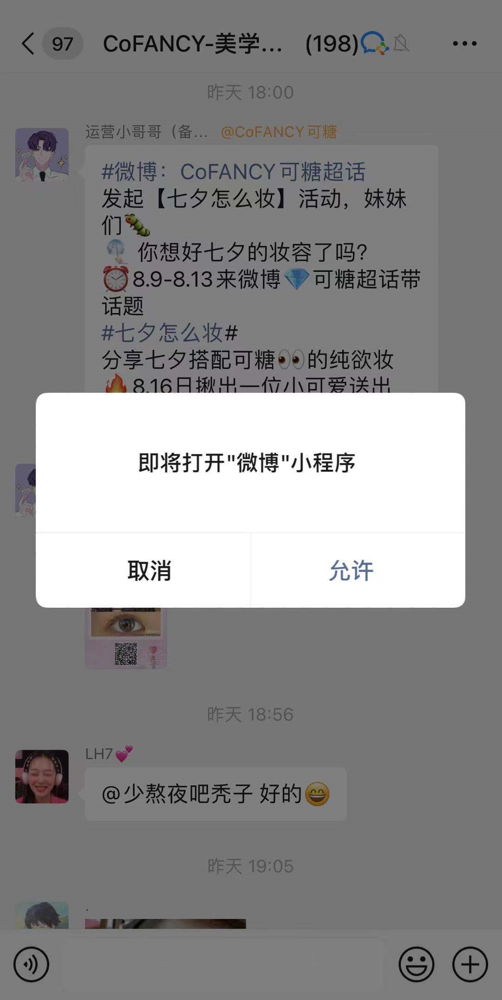 97
CoFANCY-美学... (198)
昨天 18:00
运营小哥哥（备... @CoFANCY可糖
#微博：CoFANCY可糖超话
发起【七夕怎么妆】活动，妹妹
们🐛
你想好七夕的妆容了吗？
⏰8.9-8.13来微博💎可糖超话带
话题
#七夕怎么妆#
分享七夕搭配可糖👀的纯欲妆
🔥8.16日揪出一位小可爱送出
即将打开"微博"小程序
取消
允许
昨天 18:56
LH7💕
@少熬夜吧秃子 好的😄
昨天 19:05
.